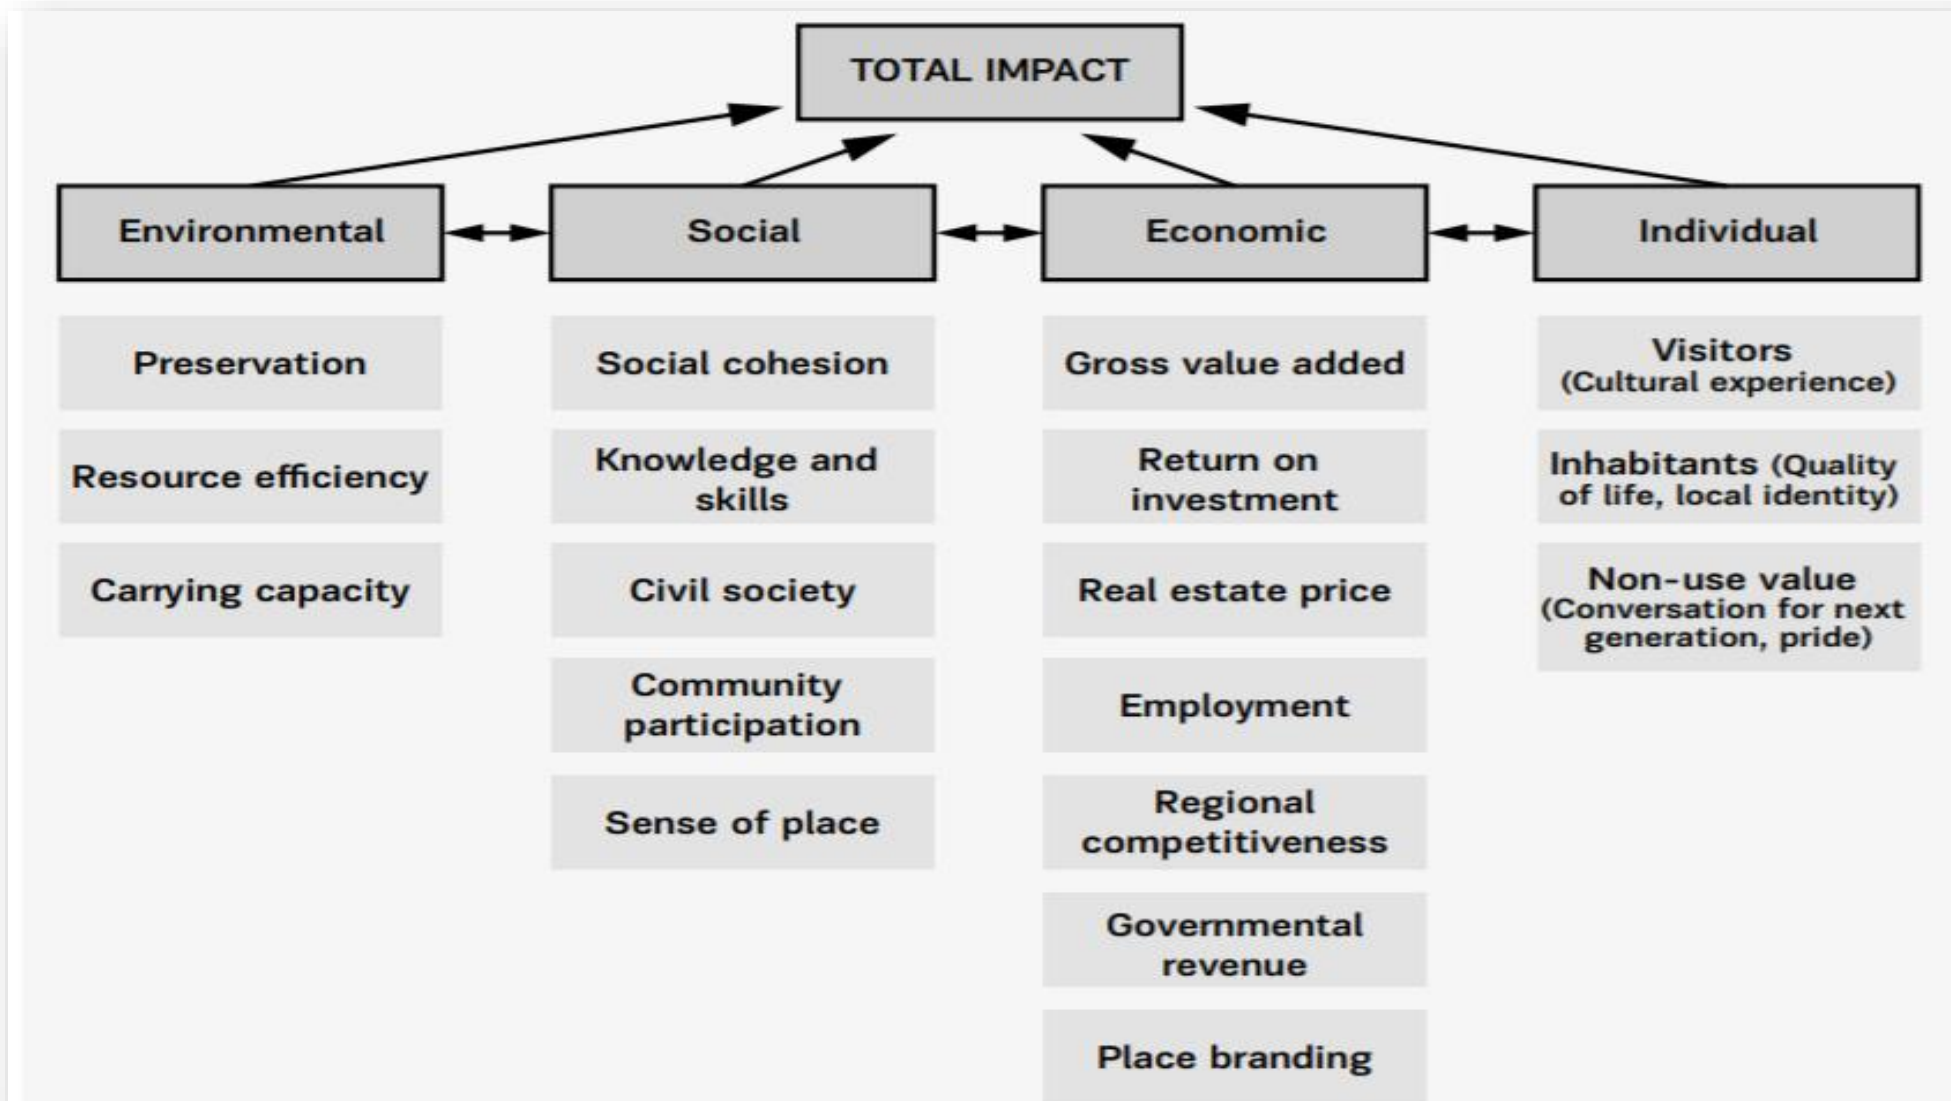 TOTAL IMPACT
Environmental
Social
Economic
Individual
Preservation
Resource efficiency
Carrying capacity
Social cohesion
Knowledge and
skills
Civil society
Community
participation
Sense of place
Gross value added
Return on
investment
Real estate price
Employment
Regional
competitiveness
Governmental
revenue
Place branding
Visitors
(Cultural experience)
Inhabitants (Quality
of life, local identity)
Non-use value
(Conversation for next
generation, pride)